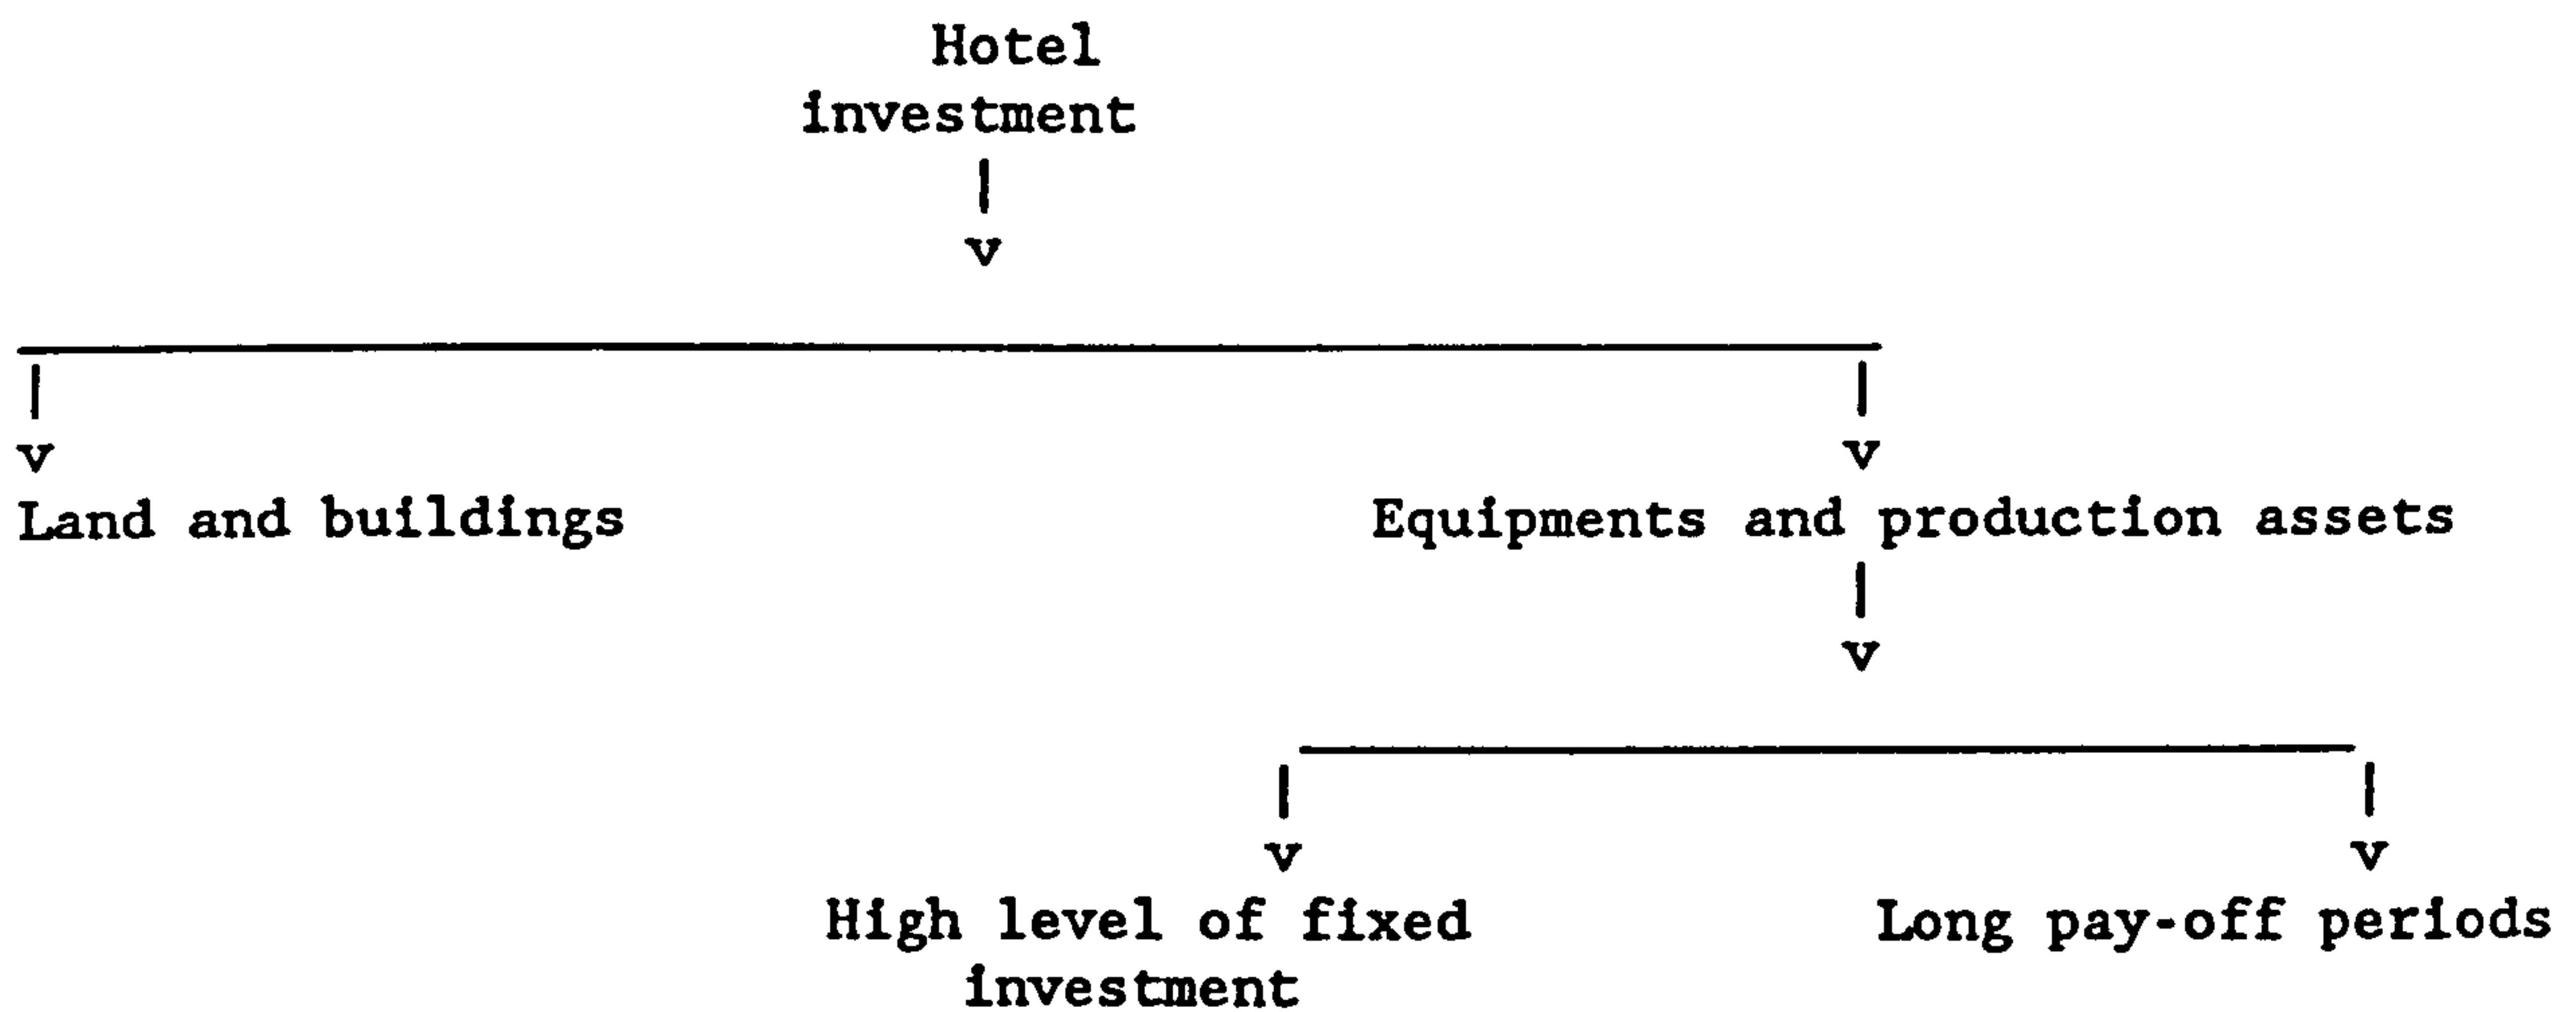 Hotel
investment
Land and buildings
Equipments and production assets
High level of fixed
investment
Long pay-off periods